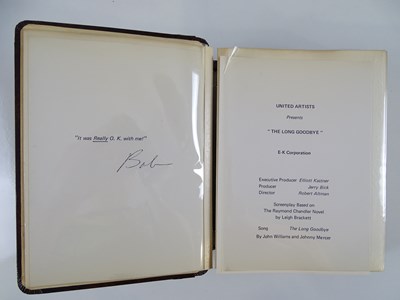 "It was Really O. K. with me!"
Bob
UNITED ARTISTS
Presents
"THE LONG GOODBYE"
E-K Corporation
Executive Producer Elliott Kastner
Producer Jerry Bick
Director Robert Altman
Screenplay Based on
The Raymond Chandler Novel
by Leigh Brackett
Song The Long Goodbye
By John Williams and Johnny Mercer